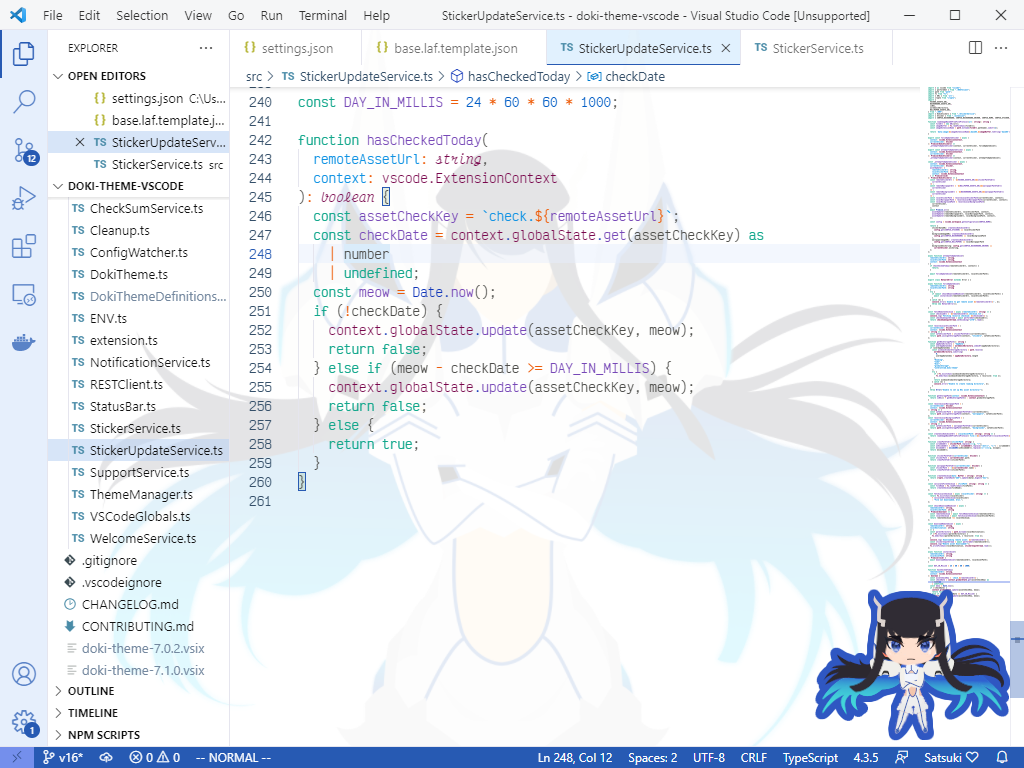 File Edit Selection View Go Run Terminal Help StickerUpdateService.ts - doki-theme-vscode - Visual Studio Code [Unsupported]
EXPLORER
settings.json base.laf.template.json TS StickerUpdateService.ts TS StickerService.ts
OPEN EDITORS
settings.json C:\Us...
base.laf.template.j...
TS StickerUpdateServ...
TS StickerService.ts src
DOKI-THEME-VSCODE
TS CheckSumService.ts
TS Cleanup.ts
TS ConfigWatcher.ts
TS DokiTheme.ts
TS DokiThemeDefinitions...
TS ENV.ts
TS extension.ts
TS NotificationService.ts
TS RESTClient.ts
TS StatusBar.ts
TS StickerService.ts
TS StickerUpdateService.ts
TS SupportService.ts
TS ThemeManager.ts
TS VSCodeGlobals.ts
TS WelcomeService.ts
.gitignore
.vscodeignore
CHANGELOG.md
CONTRIBUTING.md
doki-theme-7.0.2.vsix
doki-theme-7.1.0.vsix
OUTLINE
TIMELINE
NPM SCRIPTS
12
1
src > TS StickerUpdateService.ts > hasCheckedToday > checkDate
240 const DAY_IN_MILLIS = 24 * 60 * 60 * 1000;
241
242 function hasCheckedToday(
243 remoteAssetUrl: string,
244 context: vscode.ExtensionContext
245 ): boolean {
246 const assetCheckKey = `check.${remoteAssetUrl}`;
247 const checkDate = context.globalState.get(assetCheckKey) as
248 | number
249 | undefined;
250 const meow = Date.now();
251 if (!checkDate) {
252 context.globalState.update(assetCheckKey, meow);
253 return false;
254 } else if (meow - checkDate >= DAY_IN_MILLIS) {
255 context.globalState.update(assetCheckKey, meow);
256 return false;
257 } else {
258 return true;
259 }
260 }
261
v16* 0 0 -- NORMAL -- Ln 248, Col 12 Spaces: 2 UTF-8 CRLF TypeScript 4.3.5 Satsuki ♡